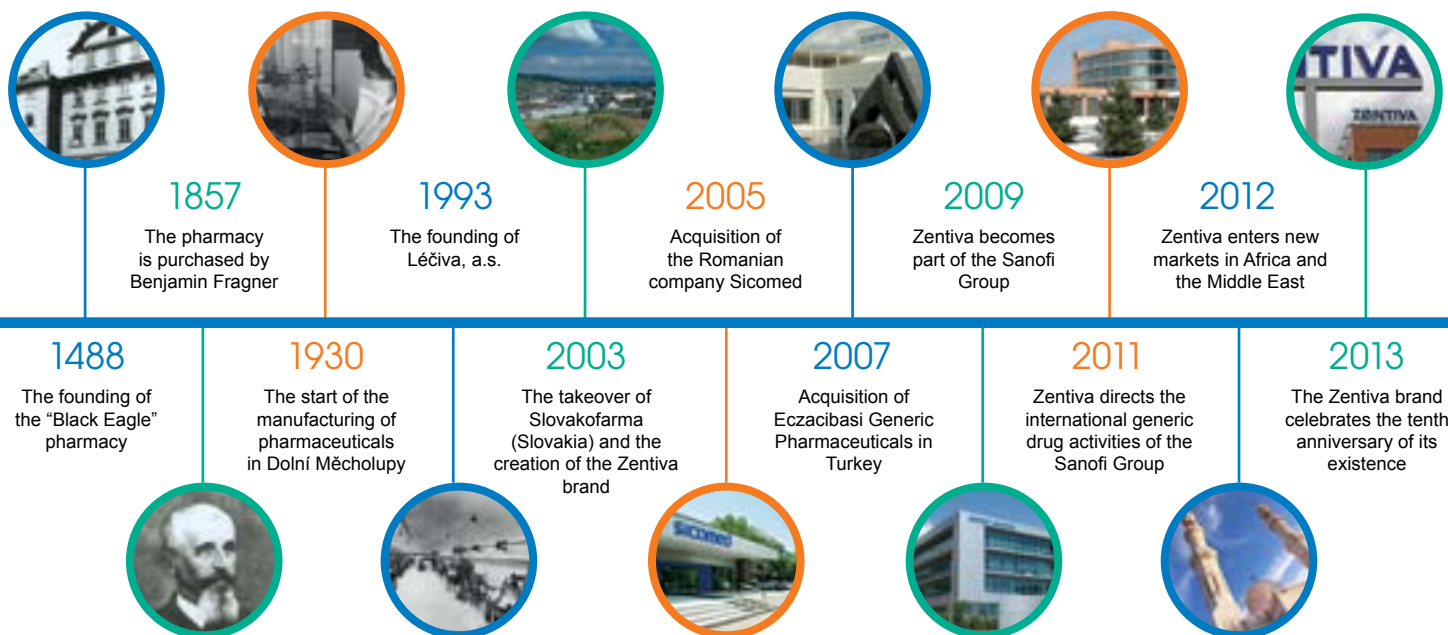 TIVA
ZENTIVA
1857
The pharmacy
is purchased by
Benjamin Fragner
1993
The founding of
Léčiva, a.s.
2005
Acquisition of
the Romanian
company Sicomed
2009
Zentiva becomes
part of the Sanofi
Group
2012
Zentiva enters new
markets in Africa and
the Middle East
1488
The founding of
the “Black Eagle”
pharmacy
1930
The start of the
manufacturing of
pharmaceuticals
in Dolní Měcholupy
2003
The takeover of
Slovakofarma
(Slovakia) and the
creation of the Zentiva
brand
2007
Acquisition of
Eczacibasi Generic
Pharmaceuticals in
Turkey
2011
Zentiva directs the
international generic
drug activities of the
Sanofi Group
2013
The Zentiva brand
celebrates the tenth
anniversary of its
existence
sicomed